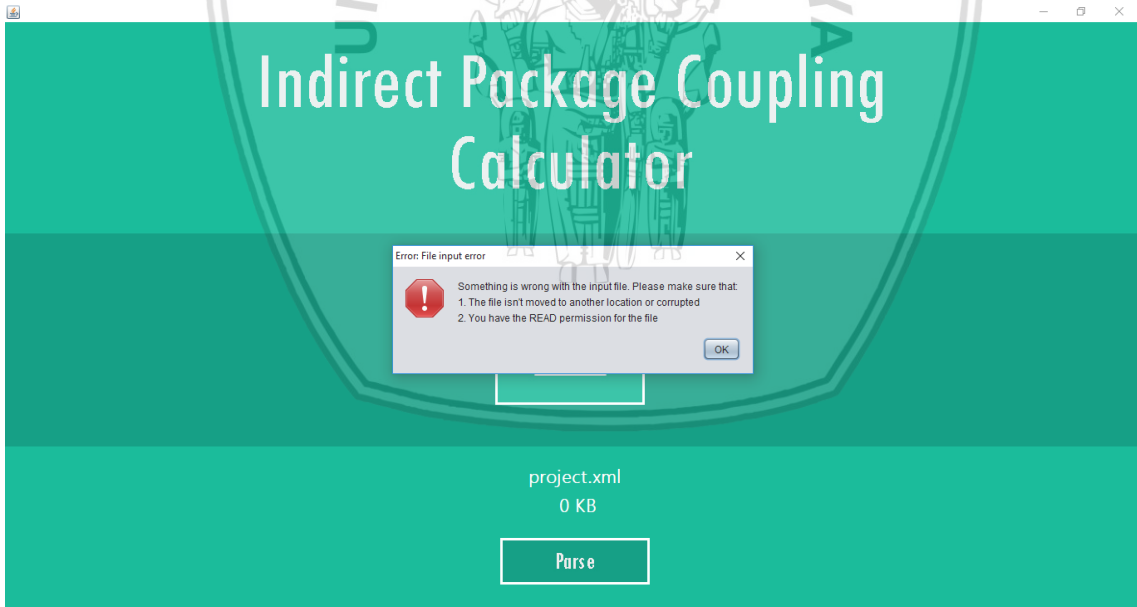 Indirect Package Coupling
Calculator
Error: File input error
Something is wrong with the input file. Please make sure that:
1. The file isn't moved to another location or corrupted
2. You have the READ permission for the file
OK
project.xml
0 KB
Parse